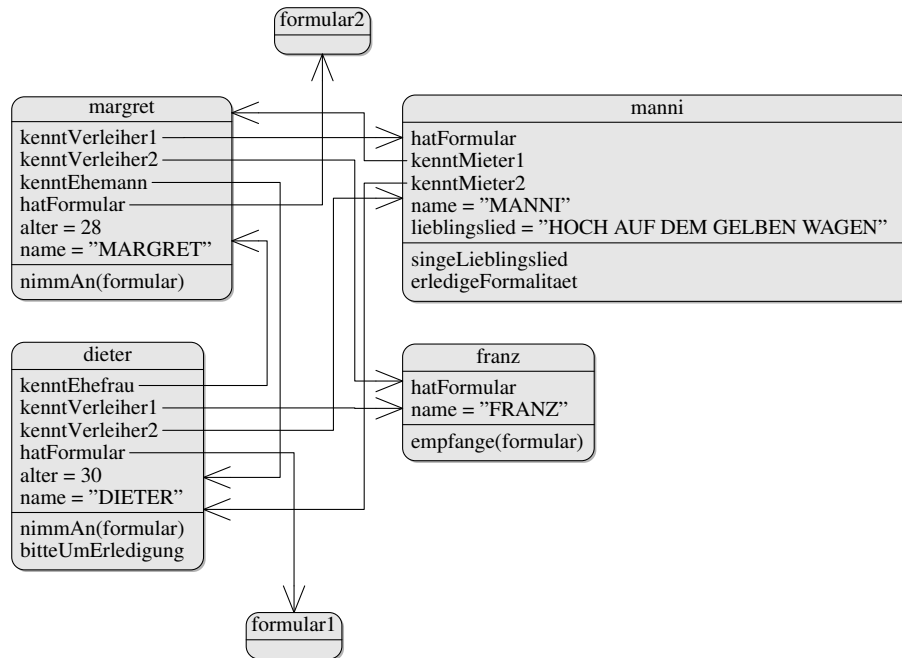 formular2
margret
kenntVerleiher1
kenntVerleiher2
kenntEhemann
hatFormular
alter = 28
name = ”MARGRET”
nimmAn(formular)
manni
hatFormular
kenntMieter1
kenntMieter2
name = ”MANNI”
lieblingslied = ”HOCH AUF DEM GELBEN WAGEN”
singeLieblingslied
erledigeFormalitaet
dieter
kenntEhefrau
kenntVerleiher1
kenntVerleiher2
hatFormular
alter = 30
name = ”DIETER”
nimmAn(formular)
bitteUmErledigung
franz
hatFormular
name = ”FRANZ”
empfange(formular)
formular1